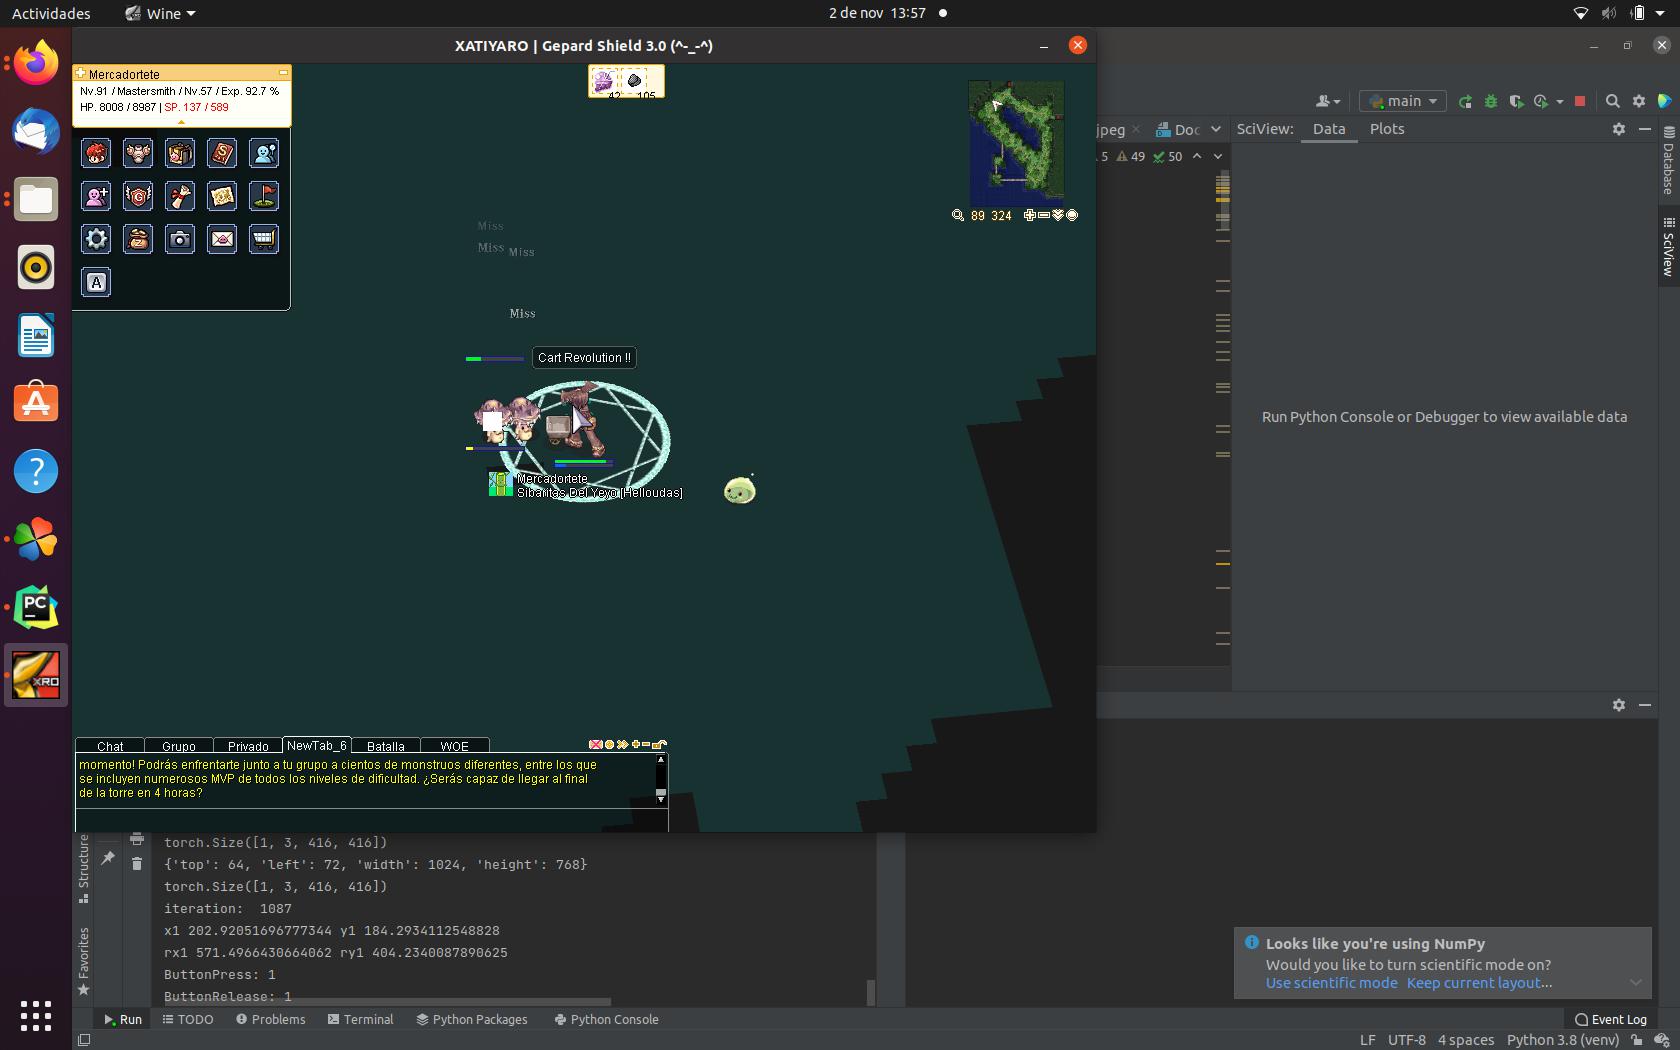 Actividades
Wine
2 de nov 13:57
XATIYARO | Gepard Shield 3.0 (^-_-^)
Mercadortete
Nv.91 / Mastersmith / Nv.57 / Exp. 92.7 %
HP. 8008 / 8987 | SP. 137 / 589
42 105
89 324
Miss
Miss
Miss
Miss
Cart Revolution !!
Mercadortete
Sibaritas Del Yeyo [Helloudas]
Chat
Grupo
Privado
NewTab_6
Batalla
WOE
momento! Podrás enfrentarte junto a tu grupo a cientos de monstruos diferentes, entre los que
se incluyen numerosos MVP de todos los niveles de dificultad. ¿Serás capaz de llegar al final
de la torre en 4 horas?
main
jpeg
Doc
SciView:
Data
Plots
5
49
50
Database
SciView
Run Python Console or Debugger to view available data
Structure
Favorites
torch.Size([1, 3, 416, 416])
{'top': 64, 'left': 72, 'width': 1024, 'height': 768}
torch.Size([1, 3, 416, 416])
iteration:  1087
x1 202.92051696777344 y1 184.2934112548828
rx1 571.4966430664062 ry1 404.2340087890625
ButtonPress: 1
ButtonRelease: 1
Looks like you're using NumPy
Would you like to turn scientific mode on?
Use scientific mode
Keep current layout...
Run
TODO
Problems
Terminal
Python Packages
Python Console
Event Log
LF
UTF-8
4 spaces
Python 3.8 (venv)
PC
XRO